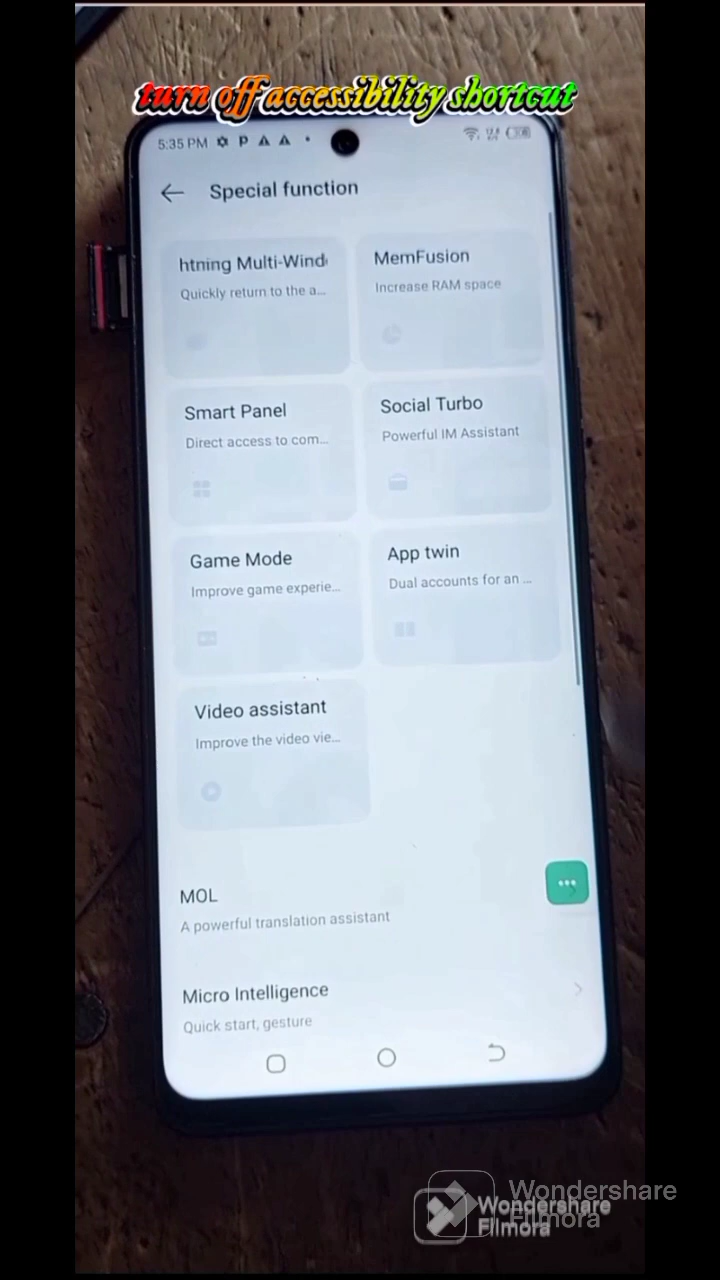 turn off accessibility shortcut
5:35 PM
Special function
htning Multi-Wind
Quickly return to the a...
MemFusion
Increase RAM space
Smart Panel
Direct access to com...
Social Turbo
Powerful IM Assistant
Game Mode
Improve game experie...
App twin
Dual accounts for an ...
Video assistant
Improve the video vie...
MOL
A powerful translation assistant
Micro Intelligence
Quick start, gesture
Wondershare
Filmora
Wondershare
Filmora